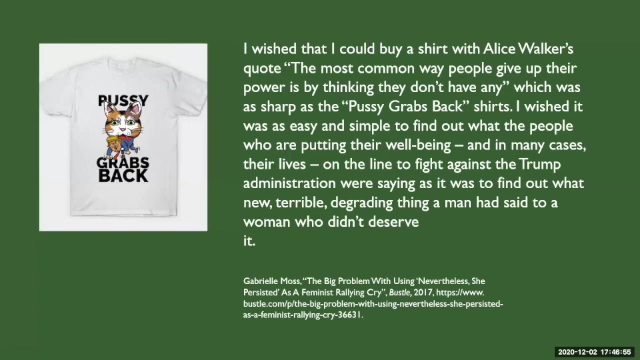 PUSSY
GRABS
BACK
I wished that I could buy a shirt with Alice Walker's
quote “The most common way people give up their
power is by thinking they don't have any” which was
as sharp as the “Pussy Grabs Back” shirts. I wished it
was as easy and simple to find out what the people
who are putting their well-being – and in many cases,
their lives – on the line to fight against the Trump
administration were saying as it was to find out what
new, terrible, degrading thing a man had said to a
woman who didn't deserve
it.
Gabrielle Moss, “The Big Problem With Using 'Nevertheless, She
Persisted' As A Feminist Rallying Cry”, Bustle, 2017, https://www.
bustle.com/p/the-big-problem-with-using-nevertheless-she-persisted-
as-a-feminist-rallying-cry-36631.
2020-12-02 17:46:55